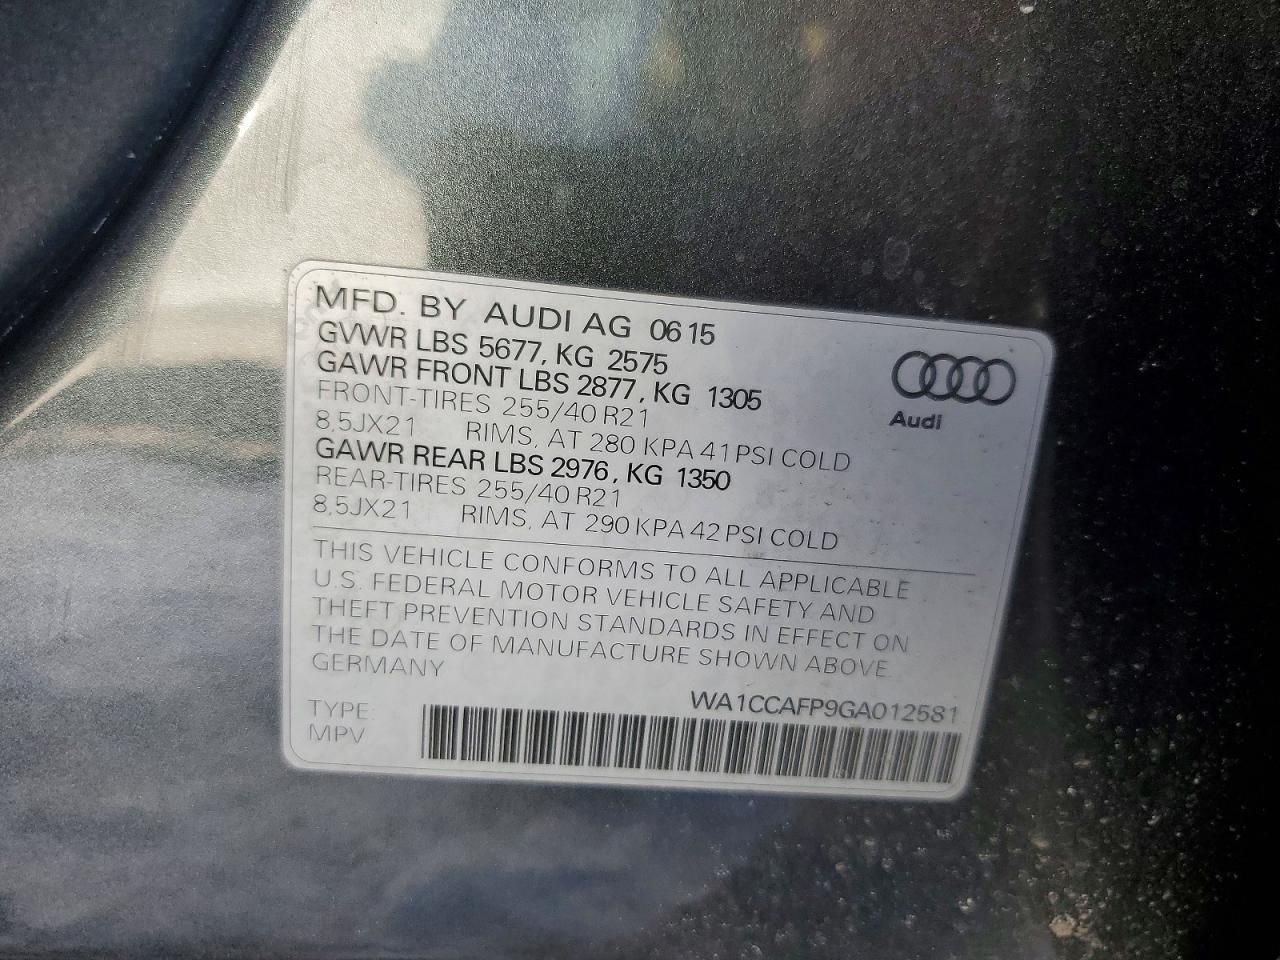 MFD. BY AUDI AG 0615
GVWR LBS 5677, KG 2575
GAWR FRONT LBS 2877, KG 1305
FRONT-TIRES 255/40 R21
8.5JX21 RIMS, AT 280 KPA 41 PSI COLD
GAWR REAR LBS 2976, KG 1350
REAR-TIRES 255/40 R21
8.5JX21 RIMS, AT 290 KPA 42 PSI COLD
Audi
THIS VEHICLE CONFORMS TO ALL APPLICABLE
U.S. FEDERAL MOTOR VEHICLE SAFETY AND
THEFT PREVENTION STANDARDS IN EFFECT ON
THE DATE OF MANUFACTURE SHOWN ABOVE.
GERMANY
WA1CCAFP9GA012581
TYPE:
MPV